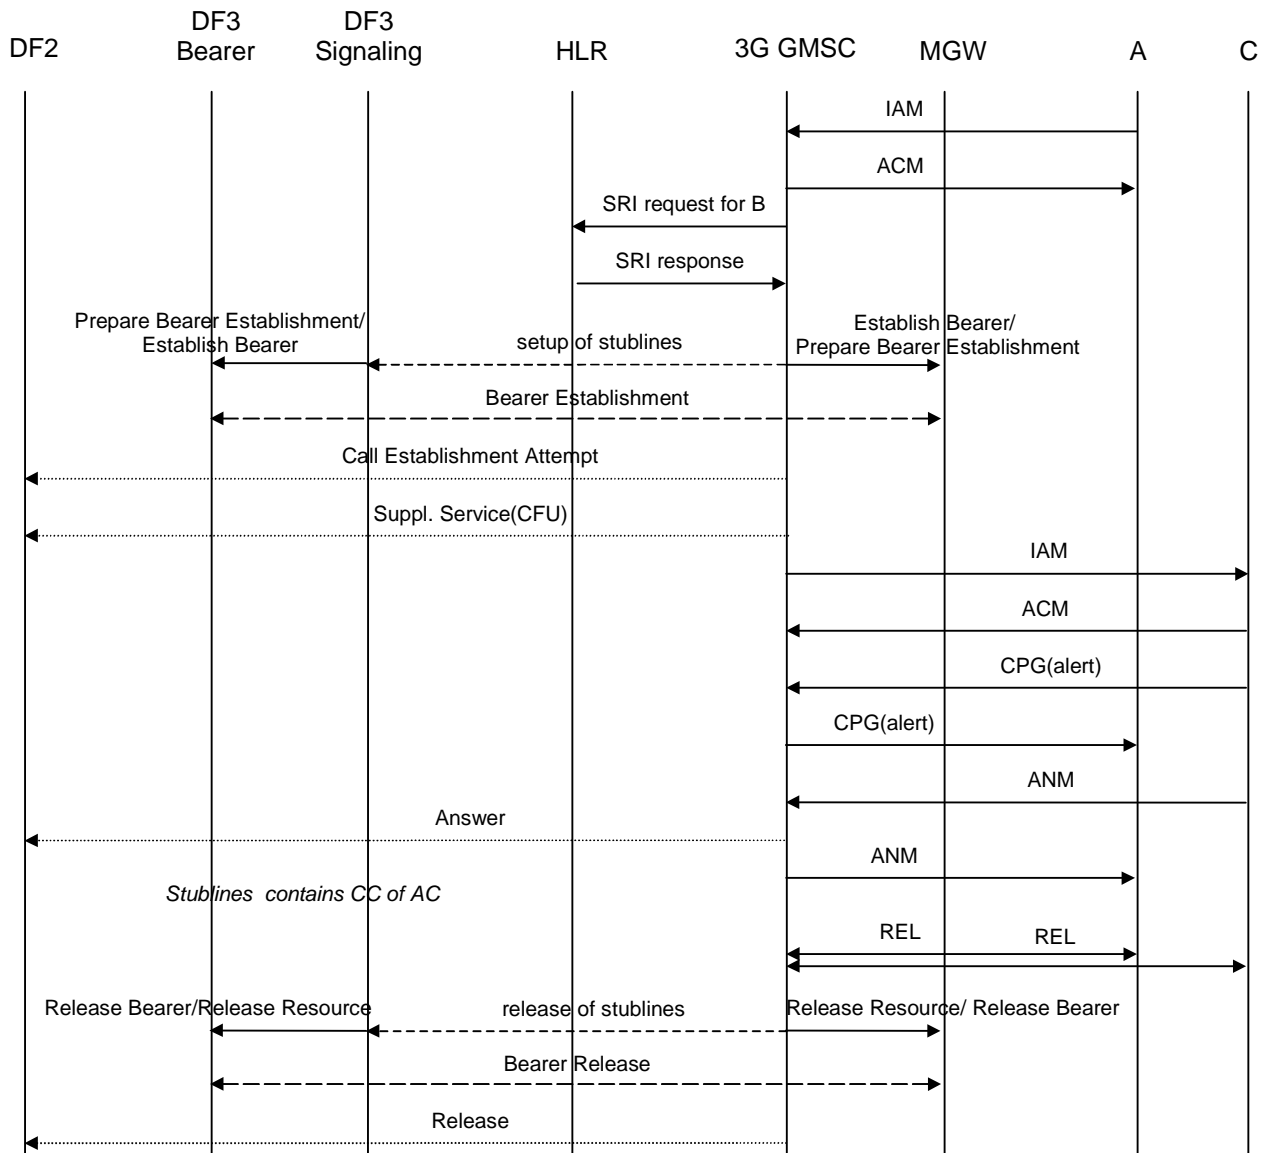 DF2
DF3
Bearer
DF3
Signaling
HLR
3G GMSC
MGW
A
C
IAM
ACM
SRI request for B
SRI response
Prepare Bearer Establishment/
Establish Bearer
setup of stublines
Establish Bearer/
Prepare Bearer Establishment
Bearer Establishment
Call Establishment Attempt
Suppl. Service(CFU)
IAM
ACM
CPG(alert)
CPG(alert)
ANM
Answer
ANM
Stublines contains CC of AC
REL
REL
Release Bearer/Release Resource
release of stublines
Release Resource/ Release Bearer
Bearer Release
Release